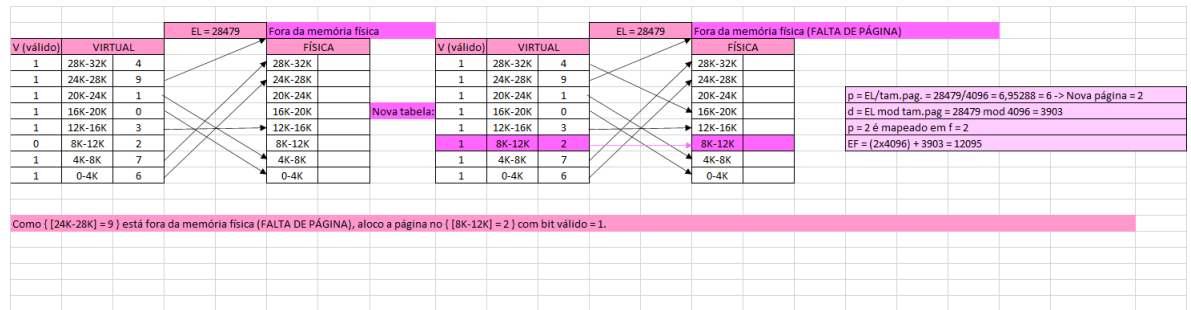 EL = 28479 Fora da memória física EL = 28479 Fora da memória física (FALTA DE PÁGINA)
V (válido) VIRTUAL FÍSICA V (válido) VIRTUAL FÍSICA
1 28K-32K 4 28K-32K 1 28K-32K 4 28K-32K
1 24K-28K 9 24K-28K 1 24K-28K 9 24K-28K
1 20K-24K 1 20K-24K 1 20K-24K 1 20K-24K p = EL/tam.pag. = 28479/4096 = 6,95288 = 6 -> Nova página = 2
1 16K-20K 0 16K-20K Nova tabela: 1 16K-20K 0 16K-20K d = EL mod tam.pag = 28479 mod 4096 = 3903
1 12K-16K 3 12K-16K 1 12K-16K 3 12K-16K p = 2 é mapeado em f = 2
0 8K-12K 2 8K-12K 1 8K-12K 2 8K-12K EF = (2x4096) + 3903 = 12095
1 4K-8K 7 4K-8K 1 4K-8K 7 4K-8K
1 0-4K 6 0-4K 1 0-4K 6 0-4K
Como { [24K-28K] = 9 } está fora da memória física (FALTA DE PÁGINA), aloco a página no { [8K-12K] = 2 } com bit válido = 1.